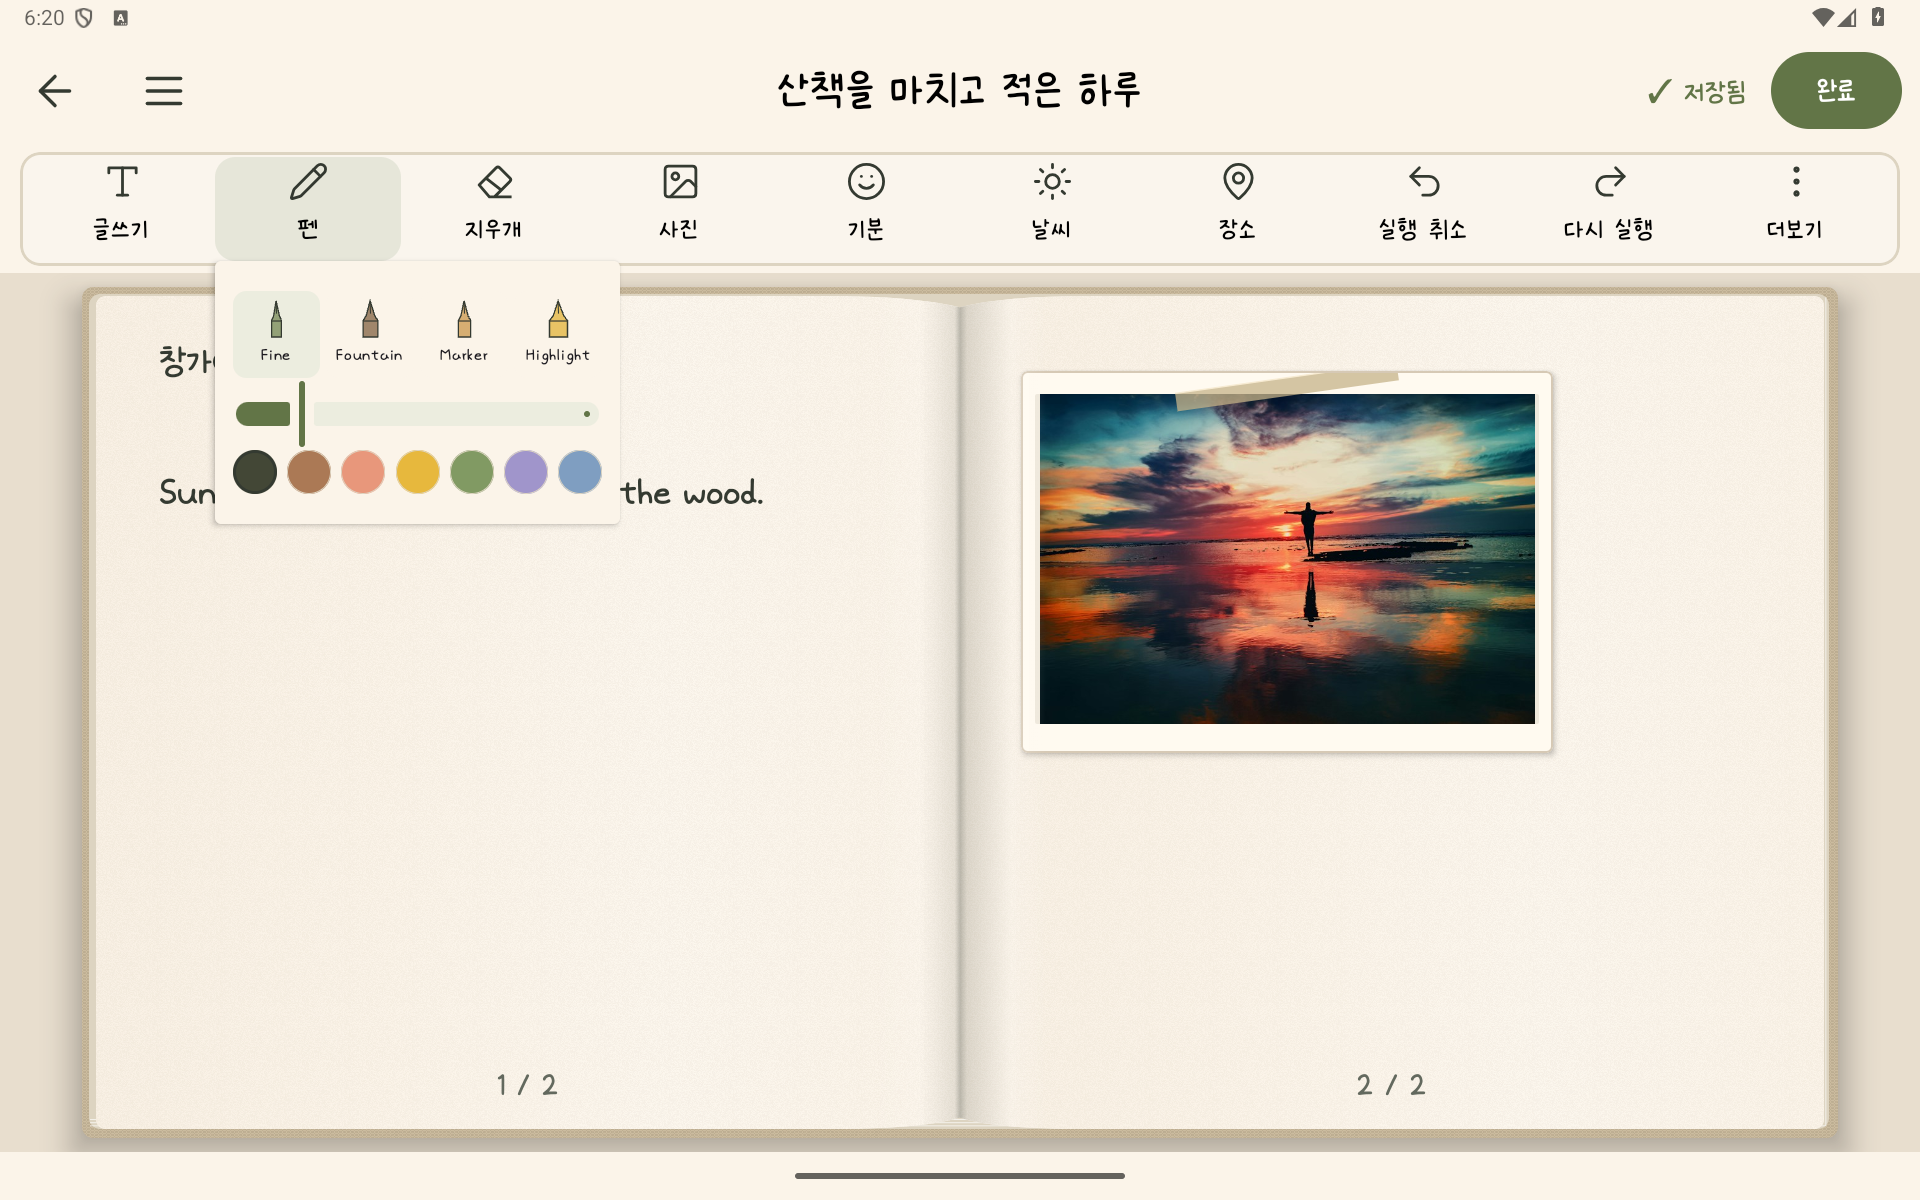 6:20
산책을 마치고 적은 하루
✓ 저장됨
완료
글쓰기
펜
지우개
사진
기분
날씨
장소
실행 취소
다시 실행
더보기
Fine
Fountain
Marker
Highlight
창가
Sun
the wood.
1 / 2
2 / 2